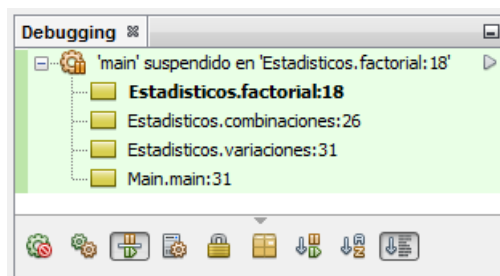 Debugging
'main' suspendido en 'Estadisticos.factorial:18'
Estadisticos.factorial:18
Estadisticos.combinaciones:26
Estadisticos.variaciones:31
Main.main:31